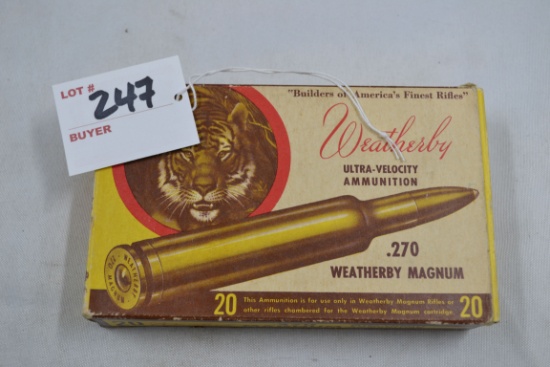 LOT # 247
BUYER
"Builders of America's Finest Rifles"
Weatherby
ULTRA-VELOCITY
AMMUNITION
.270
WEATHERBY MAGNUM
20 This Ammunition is for use only in Weatherby Magnum Rifles or 20
other rifles chambered for the Weatherby Magnum cartridge